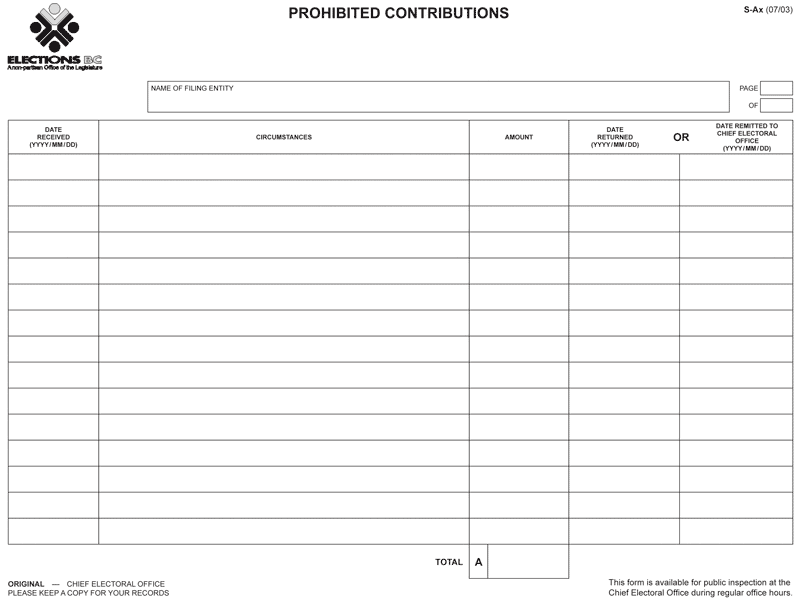 PROHIBITED CONTRIBUTIONS
S-Ax (07/03)
ELECTIONS BC
A non-partisan Office of the Legislature
NAME OF FILING ENTITY
PAGE
OF
DATE
RECEIVED
(YYYY/MM/DD)
CIRCUMSTANCES
AMOUNT
DATE
RETURNED
(YYYY/MM/DD)
OR
DATE REMITTED TO
CHIEF ELECTORAL
OFFICE
(YYYY/MM/DD)
TOTAL A
ORIGINAL — CHIEF ELECTORAL OFFICE
PLEASE KEEP A COPY FOR YOUR RECORDS
This form is available for public inspection at the
Chief Electoral Office during regular office hours.